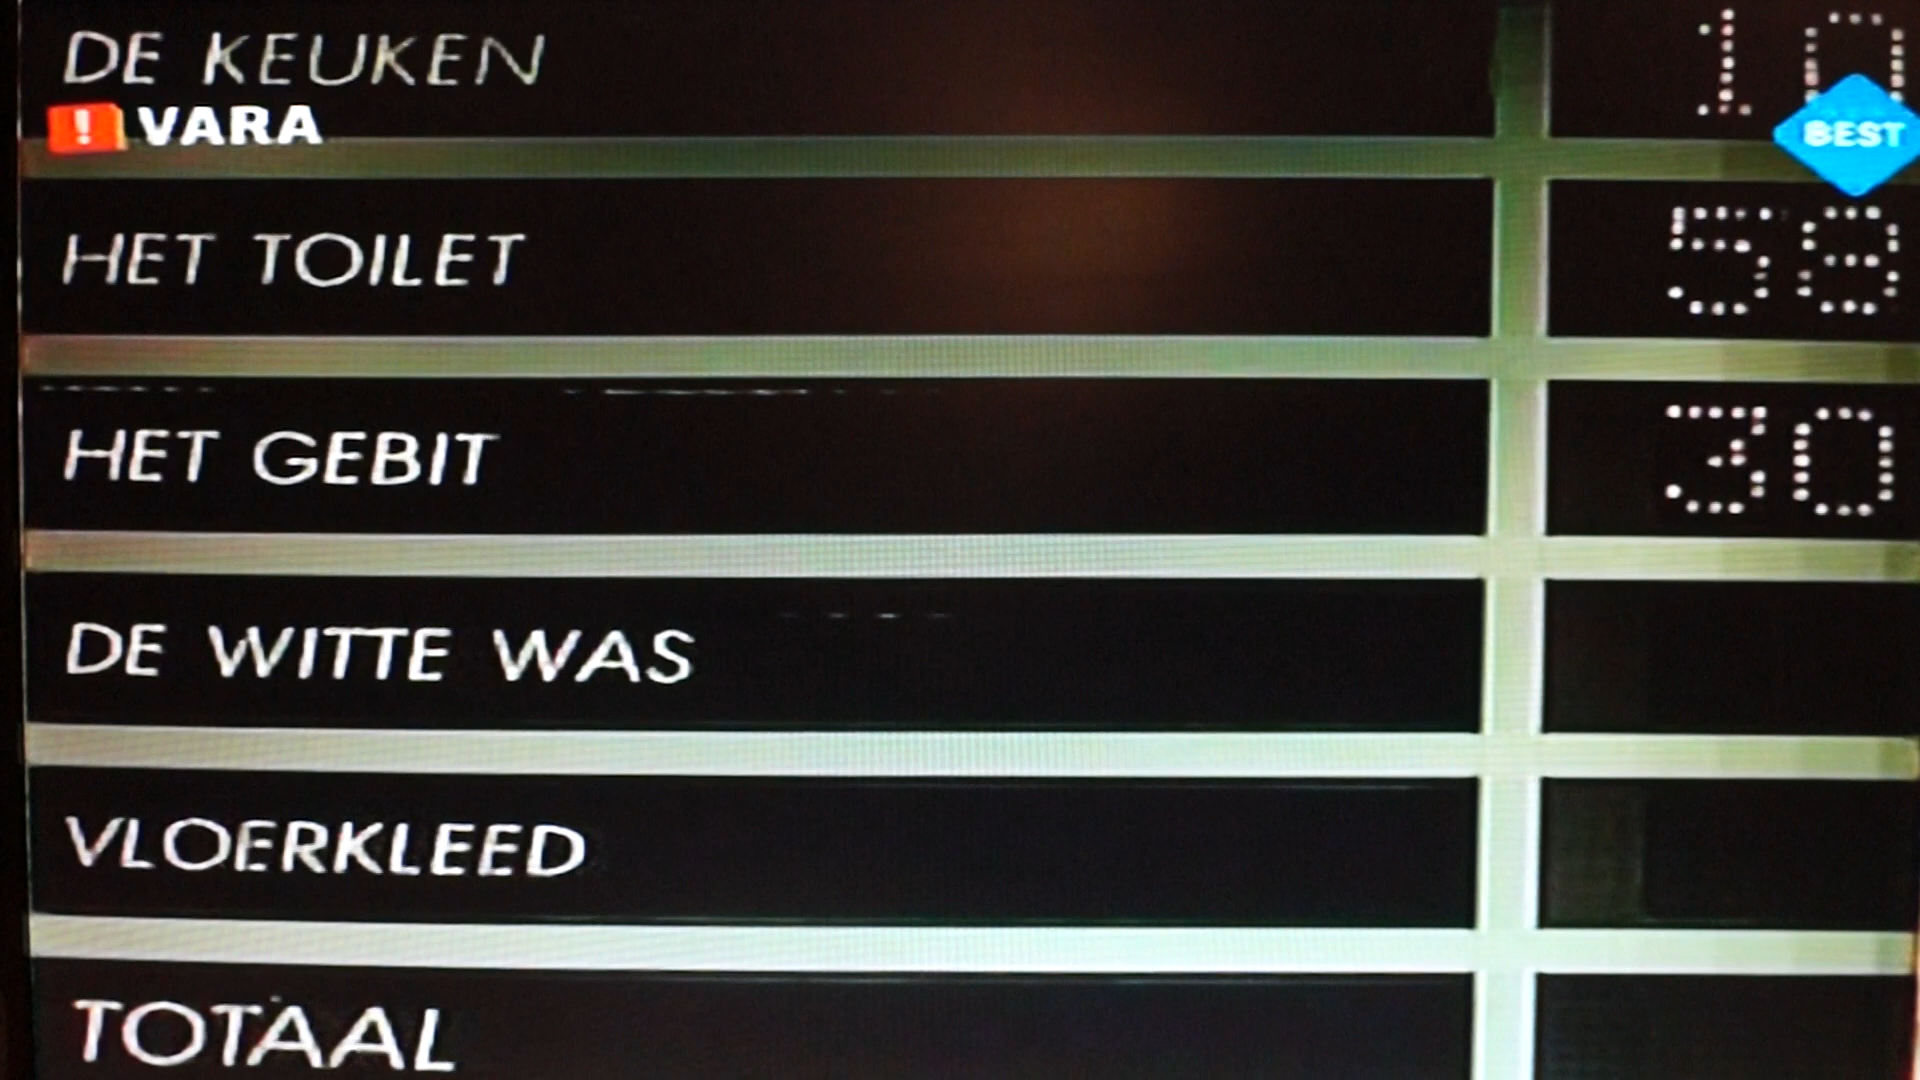 DE KEUKEN 10
! VARA
BEST
HET TOILET 58
HET GEBIT 30
DE WITTE WAS
VLOERKLEED
TOTAAL